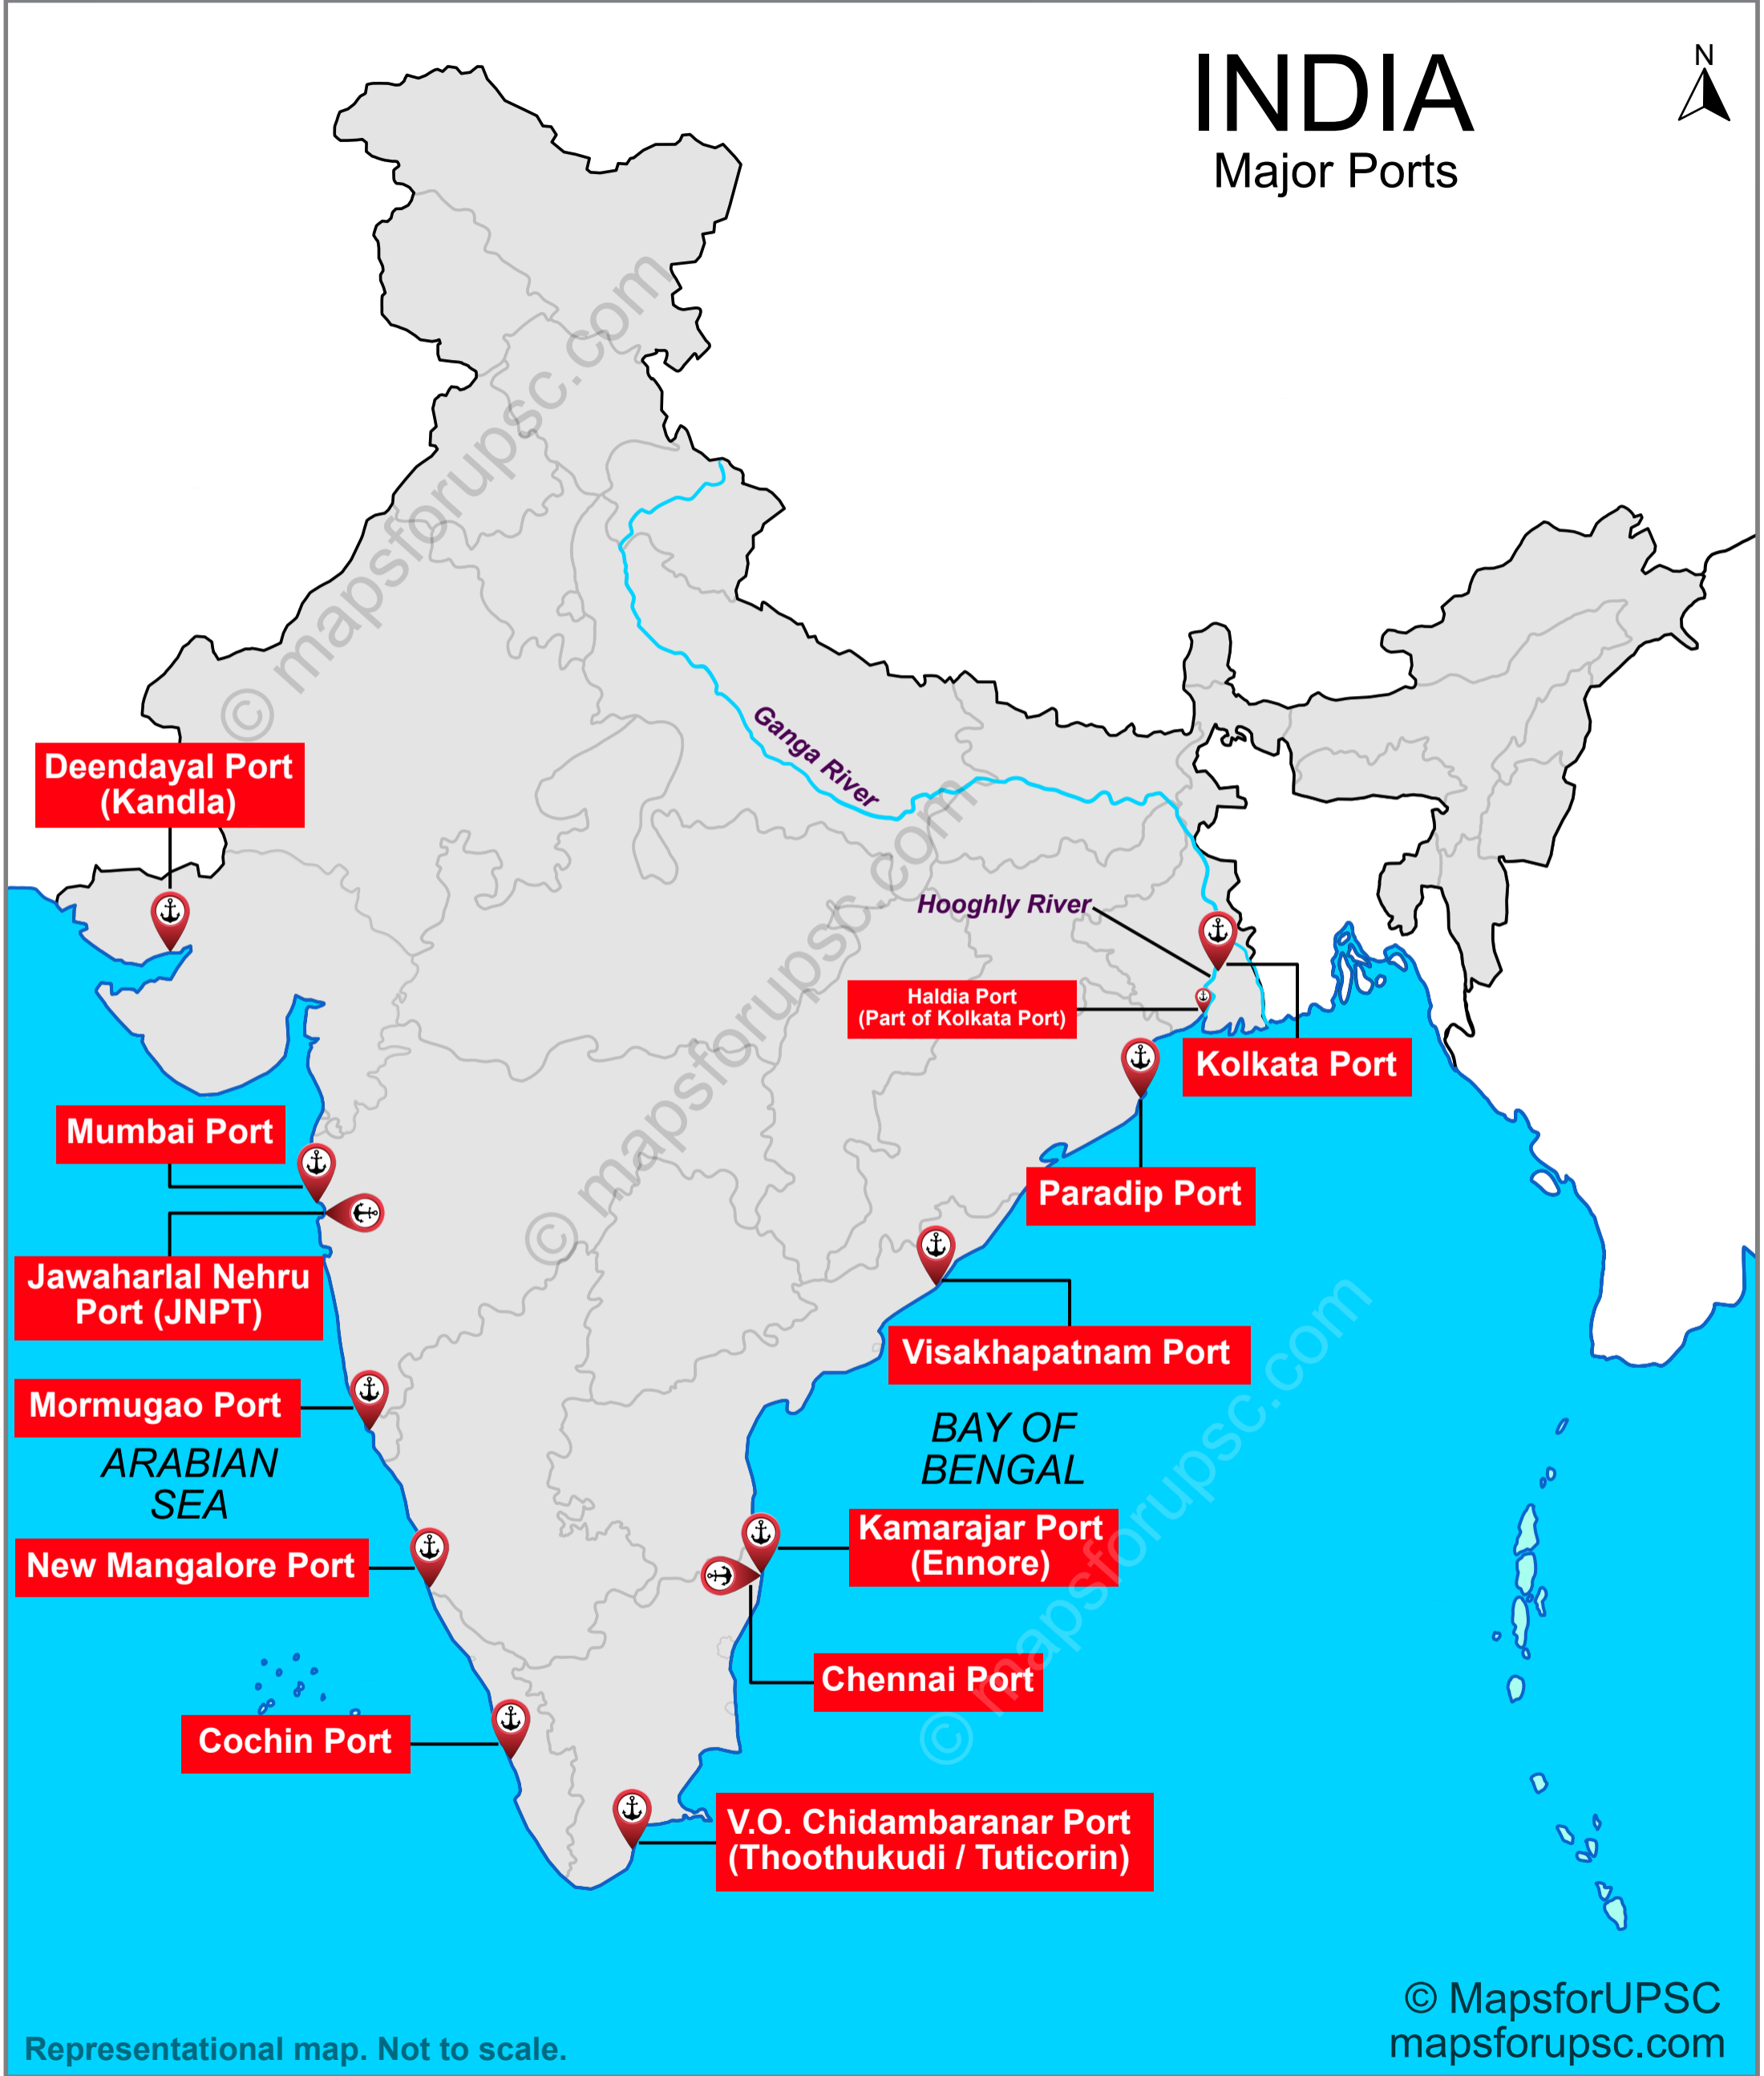 INDIA
Major Ports
N
© mapsforupsc.com
Ganga River
Deendayal Port
(Kandla)
© mapsforupsc.com
Hooghly River
Haldia Port
(Part of Kolkata Port)
Kolkata Port
Mumbai Port
Paradip Port
Jawaharlal Nehru
Port (JNPT)
Visakhapatnam Port
Mormugao Port
ARABIAN
SEA
BAY OF
BENGAL
© mapsforupsc.com
Kamarajar Port
(Ennore)
New Mangalore Port
Chennai Port
Cochin Port
V.O. Chidambaranar Port
(Thoothukudi / Tuticorin)
© MapsforUPSC
mapsforupsc.com
Representational map. Not to scale.